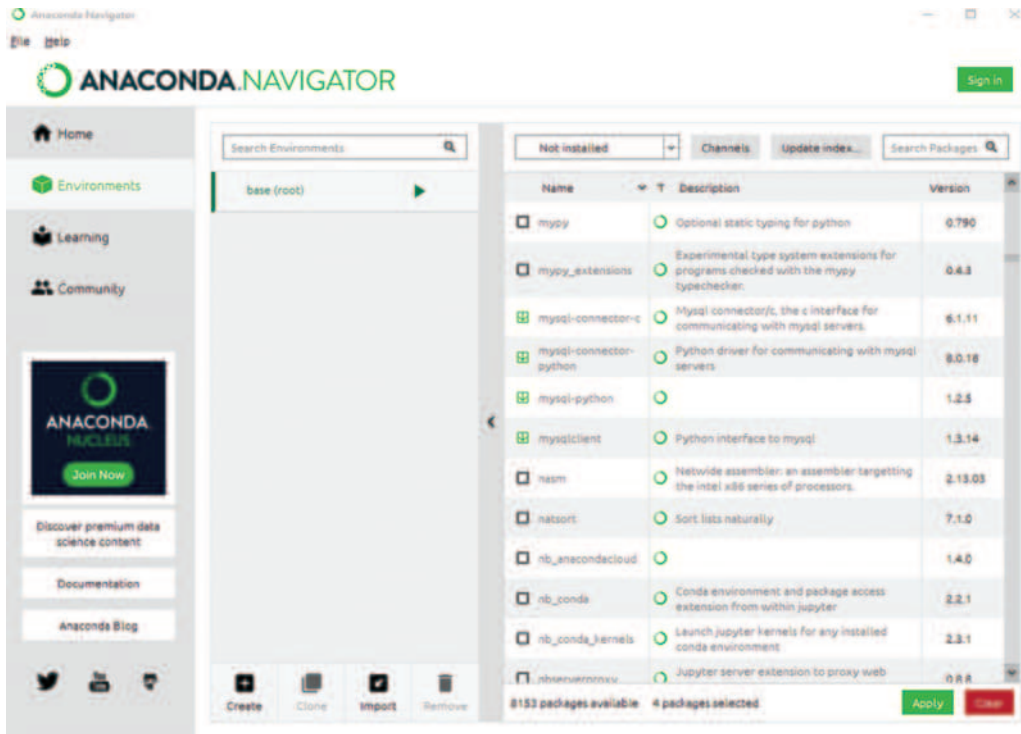 Anaconda Navigator
File Help
ANACONDA.NAVIGATOR
Sign in
Home
Environments
Learning
Community
ANACONDA
NUCLEUS
Join Now
Discover premium data
science content
Documentation
Anaconda Blog
Search Environments
base (root)
Create Clone Import Remove
Not installed Channels Update index... Search Packages
Name T Description Version
mypy Optional static typing for python 0.790
mypy_extensions Experimental type system extensions for
programs checked with the mypy
typechecker. 0.4.3
mysql-connector-c Mysql connector/c, the c interface for
communicating with mysql servers. 6.1.11
mysql-connector-
python Python driver for communicating with mysql
servers 8.0.18
mysql-python 1.2.5
mysqlclient Python interface to mysql 1.3.14
nasm Netwide assembler: an assembler targetting
the intel x86 series of processors. 2.13.03
natsort Sort lists naturally 7.1.0
nb_anacondacloud 1.4.0
nb_conda Conda environment and package access
extension from within jupyter 2.2.1
nb_conda_kernels Launch jupyter kernels for any installed
conda environment 2.3.1
nbserverproxy Jupyter server extension to proxy web 0.8.8
8153 packages available 4 packages selected Apply Clear